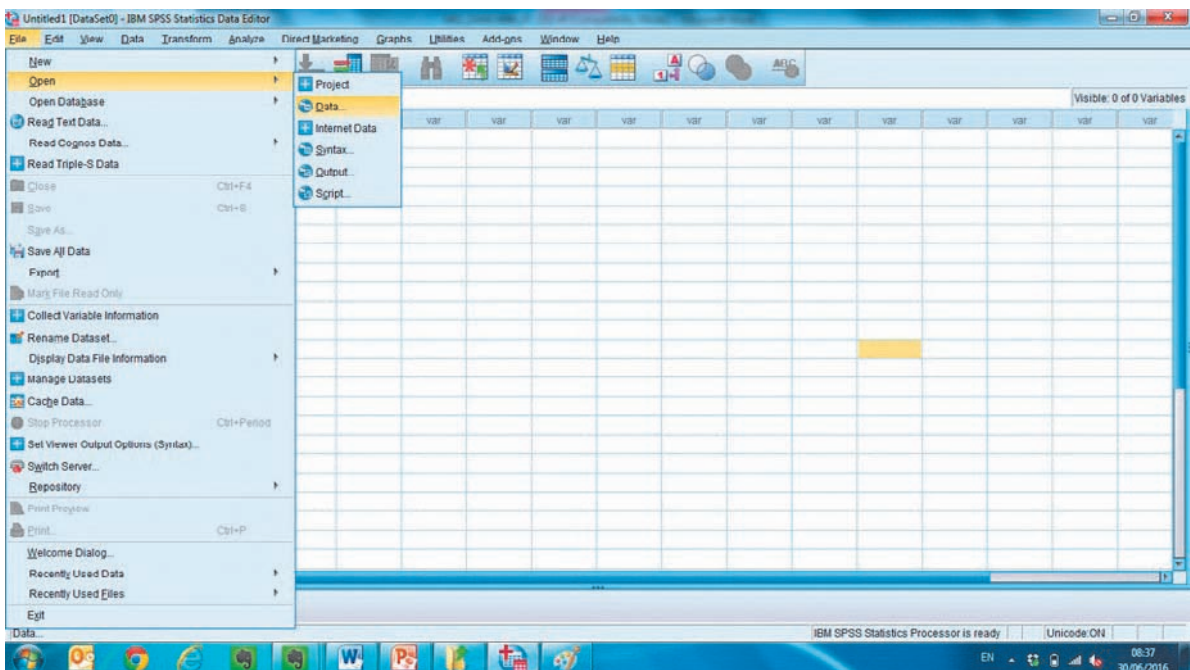 Untitled1 [DataSet0] - IBM SPSS Statistics Data Editor
File Edit View Data Transform Analyze Direct Marketing Graphs Utilities Add-ons Window Help
New
Open
Open Database
Read Text Data...
Read Cognos Data...
Read Triple-S Data
Close Ctrl+F4
Save Ctrl+S
Save As...
Save All Data
Export
Mark File Read Only
Collect Variable Information
Rename Dataset...
Display Data File Information
Manage Datasets
Cache Data...
Stop Processor Ctrl+Period
Set Viewer Output Options (Syntax)...
Switch Server...
Repository
Print Preview
Print... Ctrl+P
Welcome Dialog...
Recently Used Data
Recently Used Files
Exit
Project
Data...
Internet Data
Syntax...
Output...
Script...
Visible: 0 of 0 Variables
var var var var var var var var var var var var
Data...
IBM SPSS Statistics Processor is ready Unicode:ON
EN 08:37
30/06/2016